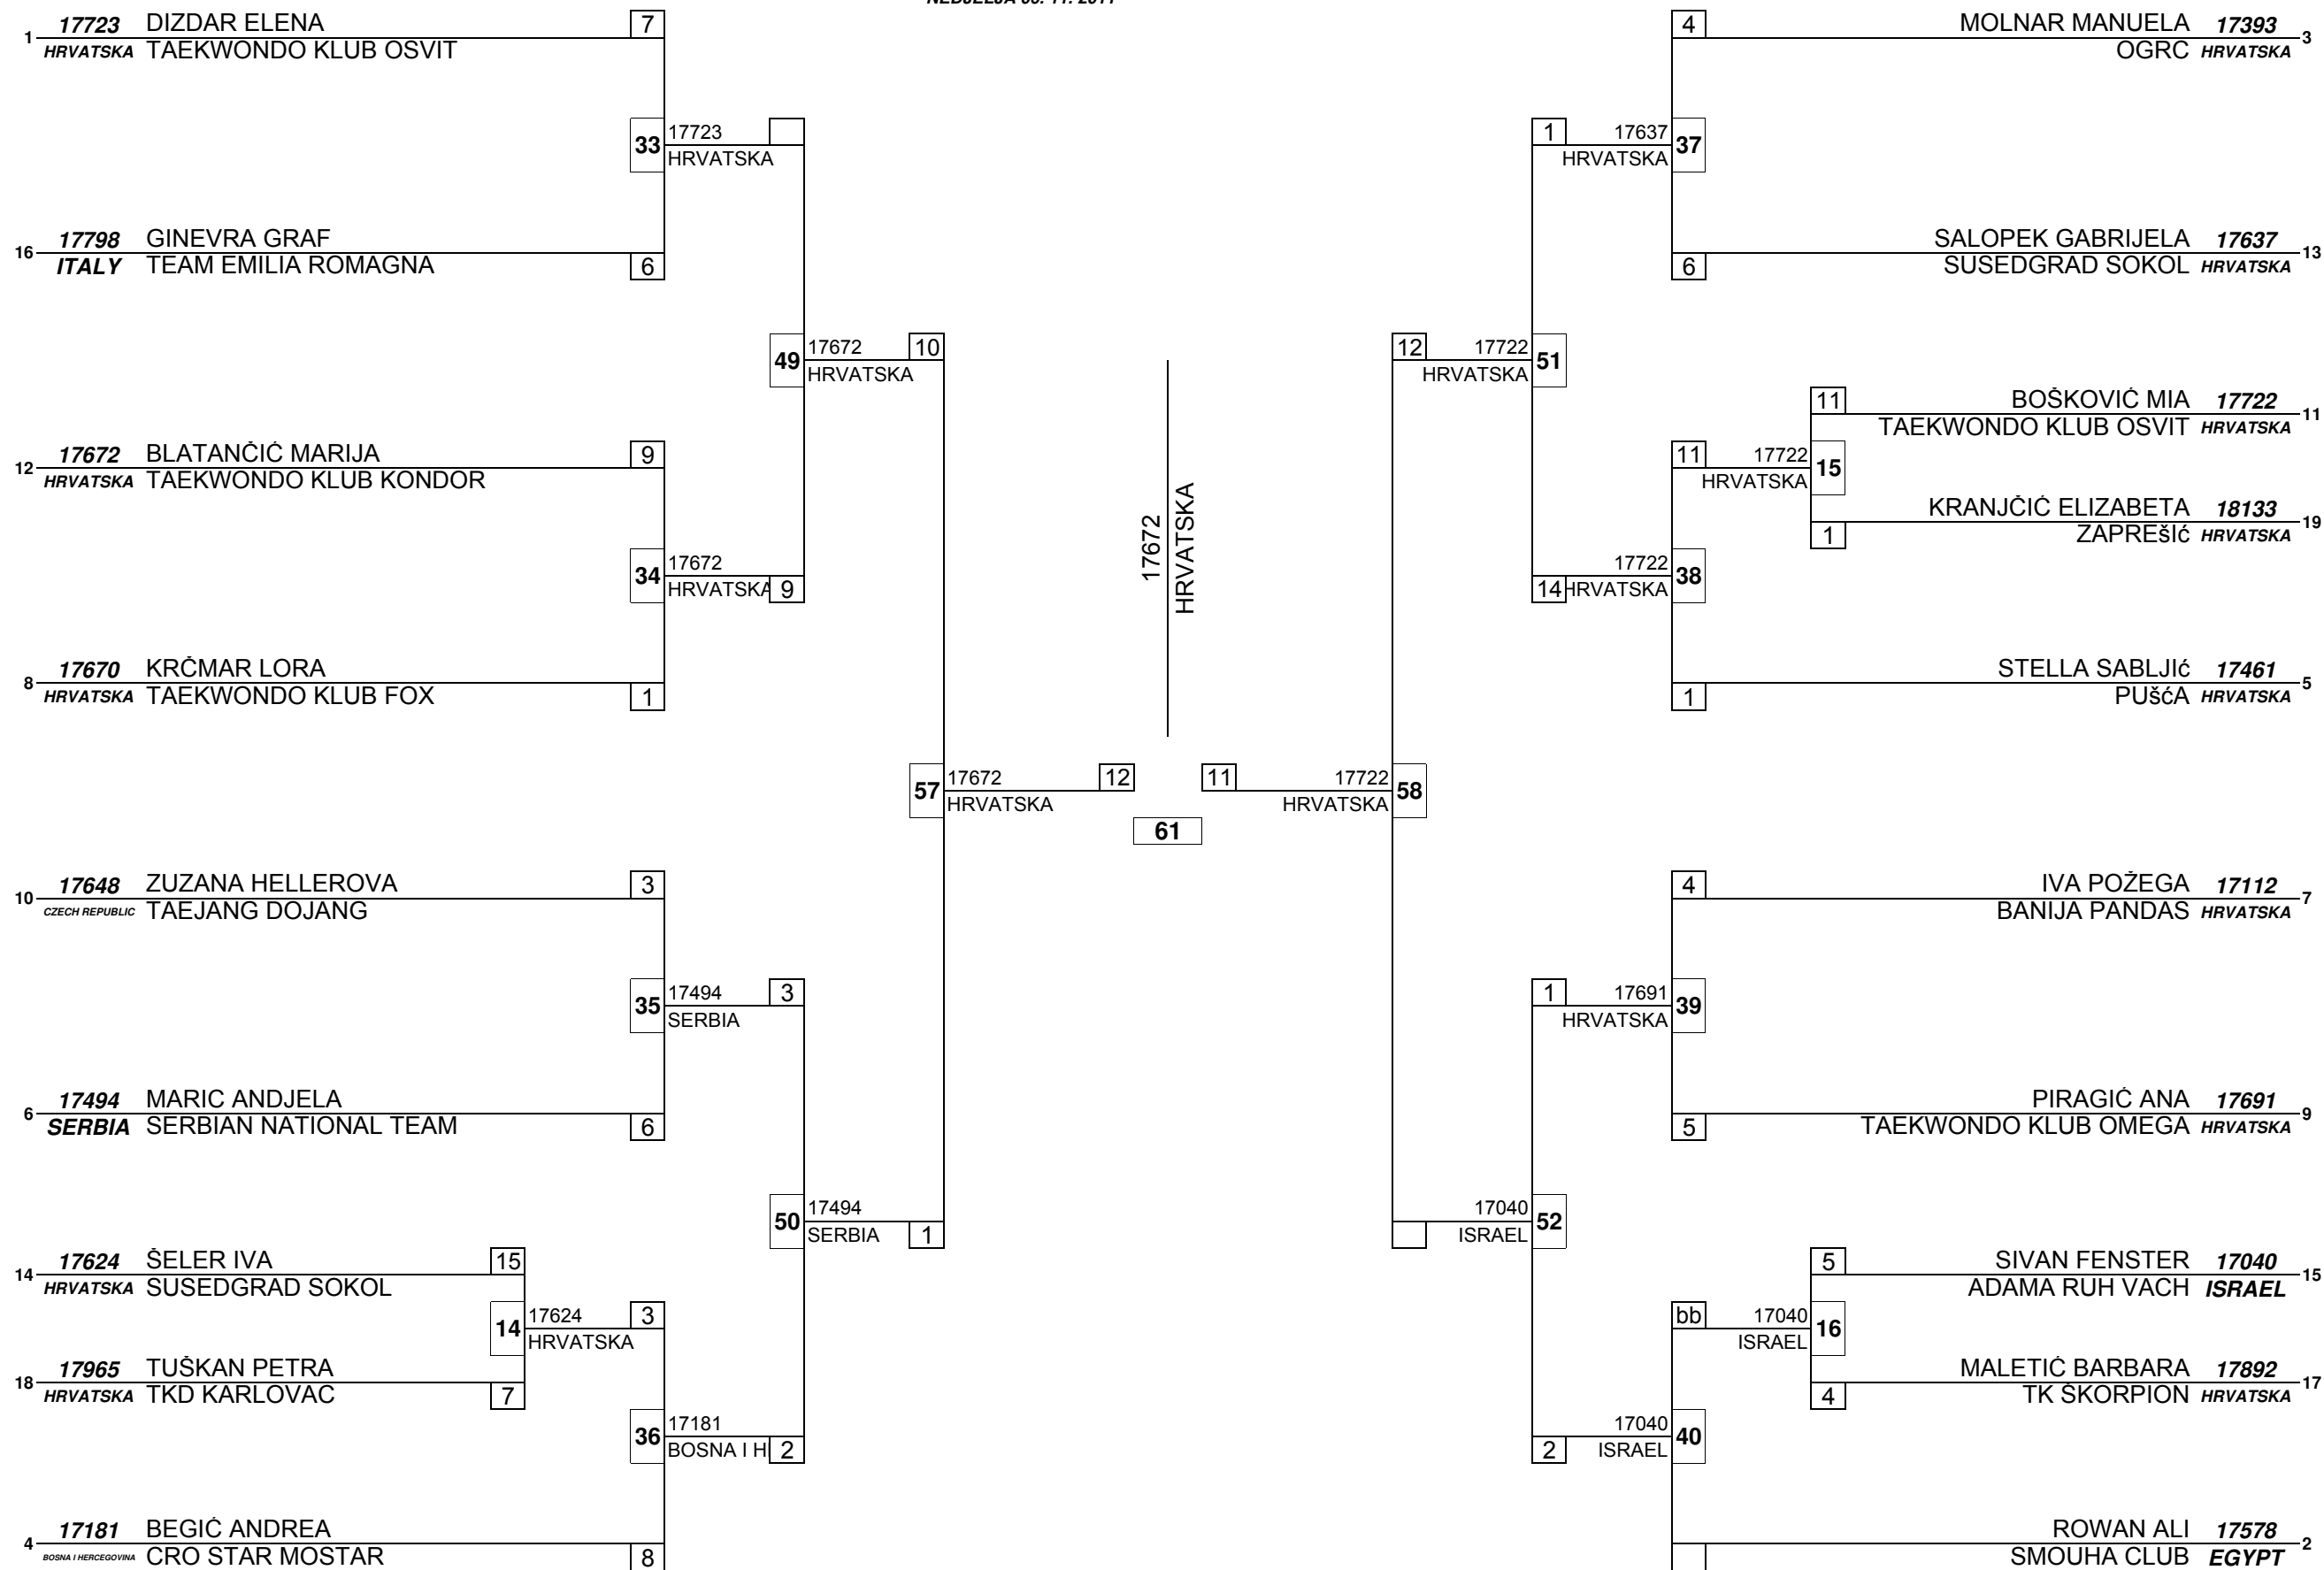 1 17723 DIZDAR ELENA 7
HRVATSKA TAEKWONDO KLUB OSVIT
33 17723
HRVATSKA
16 17798 GINEVRA GRAF
ITALY TEAM EMILIA ROMAGNA 6
49 17672 10
HRVATSKA
12 17672 BLATANČIĆ MARIJA 9
HRVATSKA TAEKWONDO KLUB KONDOR
34 17672
HRVATSKA 9
8 17670 KRČMAR LORA
HRVATSKA TAEKWONDO KLUB FOX 1
57 17672 12
HRVATSKA
10 17648 ZUZANA HELLEROVA 3
CZECH REPUBLIC TAEJANG DOJANG
35 17494 3
SERBIA
6 17494 MARIC ANDJELA
SERBIA SERBIAN NATIONAL TEAM 6
50 17494
SERBIA 1
14 17624 ŠELER IVA 15
HRVATSKA SUSEDGRAD SOKOL
14 17624 3
HRVATSKA
18 17965 TUŠKAN PETRA
HRVATSKA TKD KARLOVAC 7
36 17181
BOSNA I H 2
4 17181 BEGIĆ ANDREA
BOSNA I HERCEGOVINA CRO STAR MOSTAR 8
17672
HRVATSKA
61
4 MOLNAR MANUELA 17393 3
OGRC HRVATSKA
1 17637 37
HRVATSKA
SALOPEK GABRIJELA 17637 13
6 SUSEDGRAD SOKOL HRVATSKA
12 17722 51
HRVATSKA
11 BOŠKOVIĆ MIA 17722 11
TAEKWONDO KLUB OSVIT HRVATSKA
11 17722 15
HRVATSKA
KRANJČIĆ ELIZABETA 18133 19
1 ZAPREšIć HRVATSKA
17722 38
14 HRVATSKA
STELLA SABLJIć 17461 5
1 PUšćA HRVATSKA
11 17722 58
HRVATSKA
4 IVA POŽEGA 17112 7
BANIJA PANDAS HRVATSKA
1 17691 39
HRVATSKA
PIRAGIĆ ANA 17691 9
5 TAEKWONDO KLUB OMEGA HRVATSKA
17040 52
ISRAEL
5 SIVAN FENSTER 17040 15
ADAMA RUH VACH ISRAEL
bb 17040 16
ISRAEL
MALETIĆ BARBARA 17892 17
4 TK ŠKORPION HRVATSKA
17040 40
2 ISRAEL
ROWAN ALI 17578 2
SMOUHA CLUB EGYPT